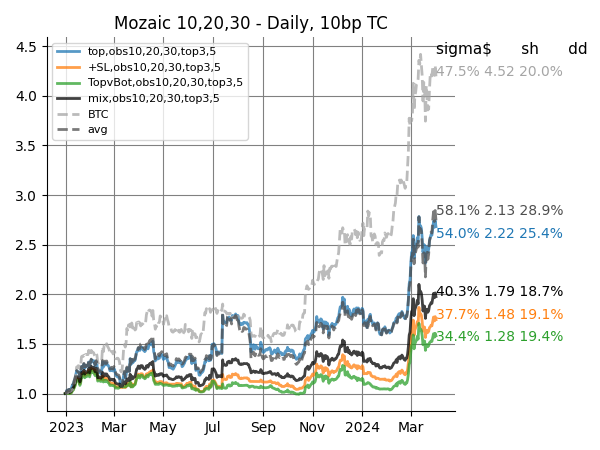 Mozaic 10,20,30 - Daily, 10bp TC
sigma$ sh dd
4.5
4.0
3.5
3.0
2.5
2.0
1.5
1.0
top,obs10,20,30,top3,5
+SL,obs10,20,30,top3,5
TopvBot,obs10,20,30,top3,5
mix,obs10,20,30,top3,5
BTC
avg
47.5% 4.52 20.0%
58.1% 2.13 28.9%
54.0% 2.22 25.4%
40.3% 1.79 18.7%
37.7% 1.48 19.1%
34.4% 1.28 19.4%
2023 Mar May Jul Sep Nov 2024 Mar